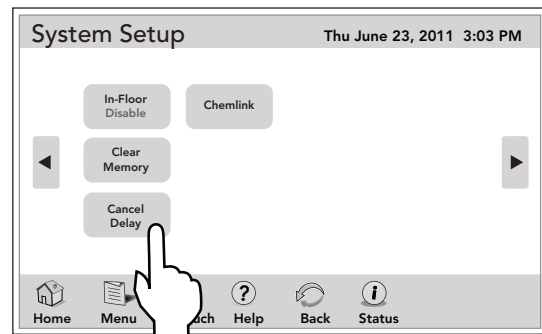 System Setup
Thu June 23, 2011 3:03 PM
In-Floor
Disable
Chemlink
Clear
Memory
Cancel
Delay
Home Menu Help Back Status